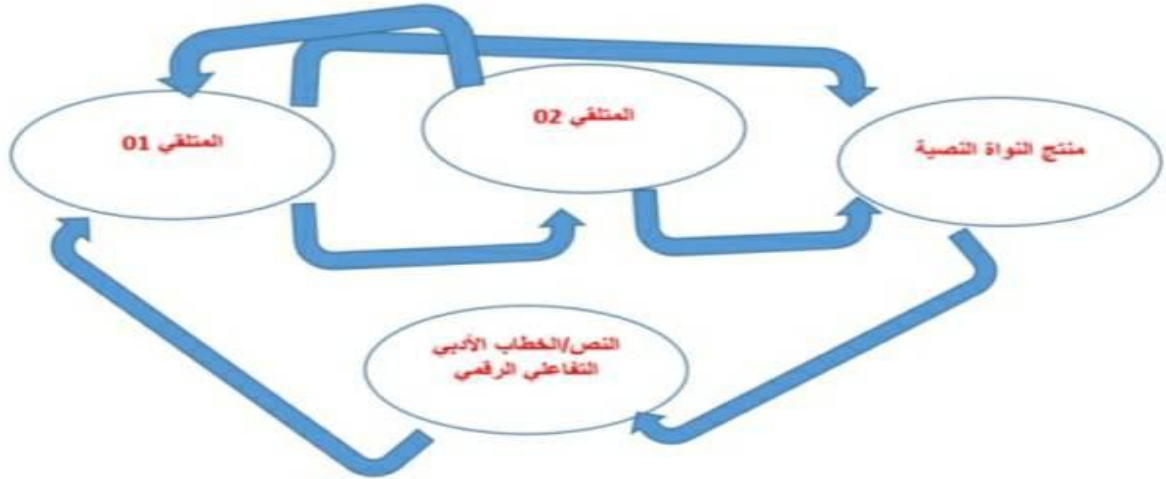 منتج النواة النصية
المتلقي 02
المتلقي 01
النص/الخطاب الأدبي
التفاعلي الرقمي